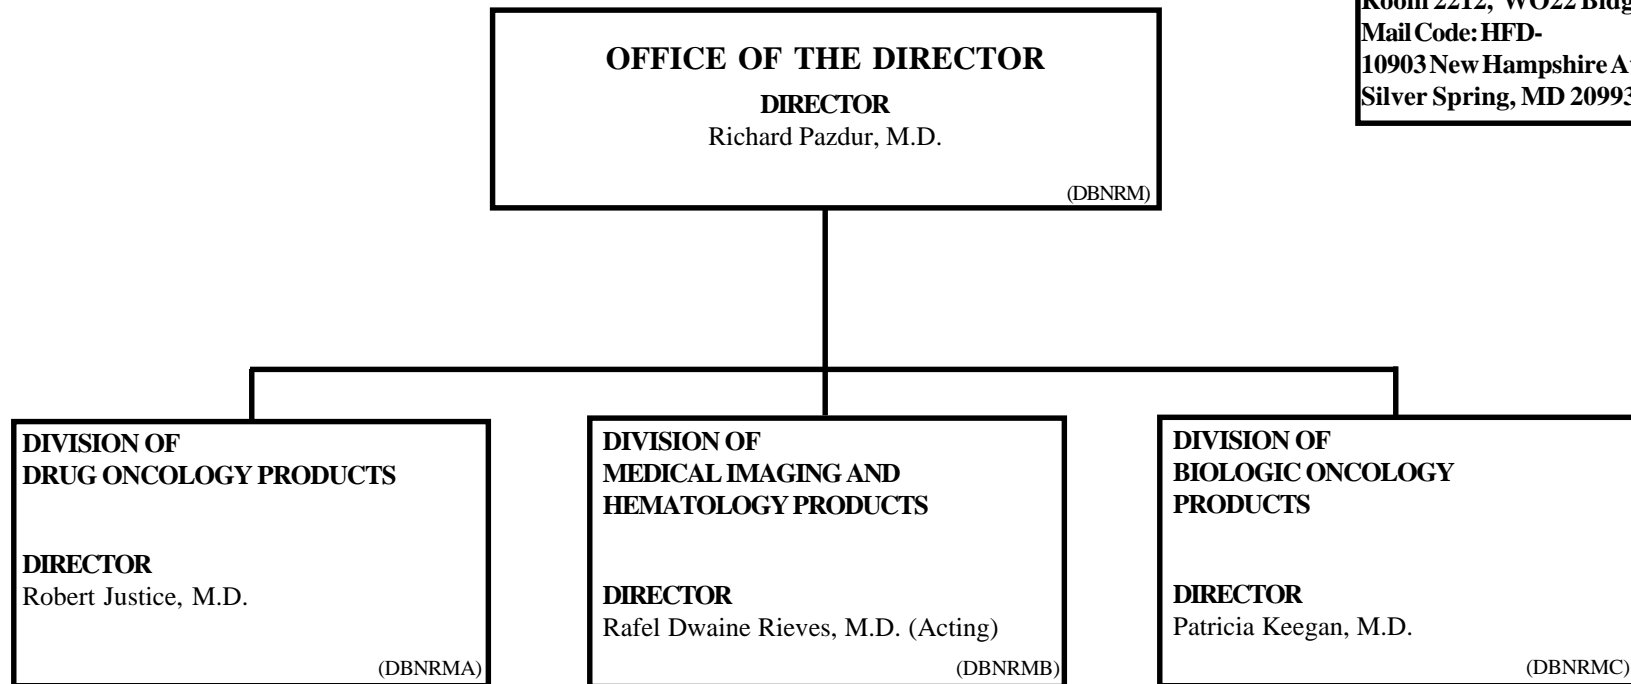 Room 2212, WO22 Bldg
Mail Code: HFD-
10903 New Hampshire A
Silver Spring, MD 20993
OFFICE OF THE DIRECTOR
DIRECTOR
Richard Pazdur, M.D.
(DBNRM)
DIVISION OF
DRUG ONCOLOGY PRODUCTS
DIRECTOR
Robert Justice, M.D.
(DBNRMA)
DIVISION OF
MEDICAL IMAGING AND
HEMATOLOGY PRODUCTS
DIRECTOR
Rafel Dwaine Rieves, M.D. (Acting)
(DBNRMB)
DIVISION OF
BIOLOGIC ONCOLOGY
PRODUCTS
DIRECTOR
Patricia Keegan, M.D.
(DBNRMC)